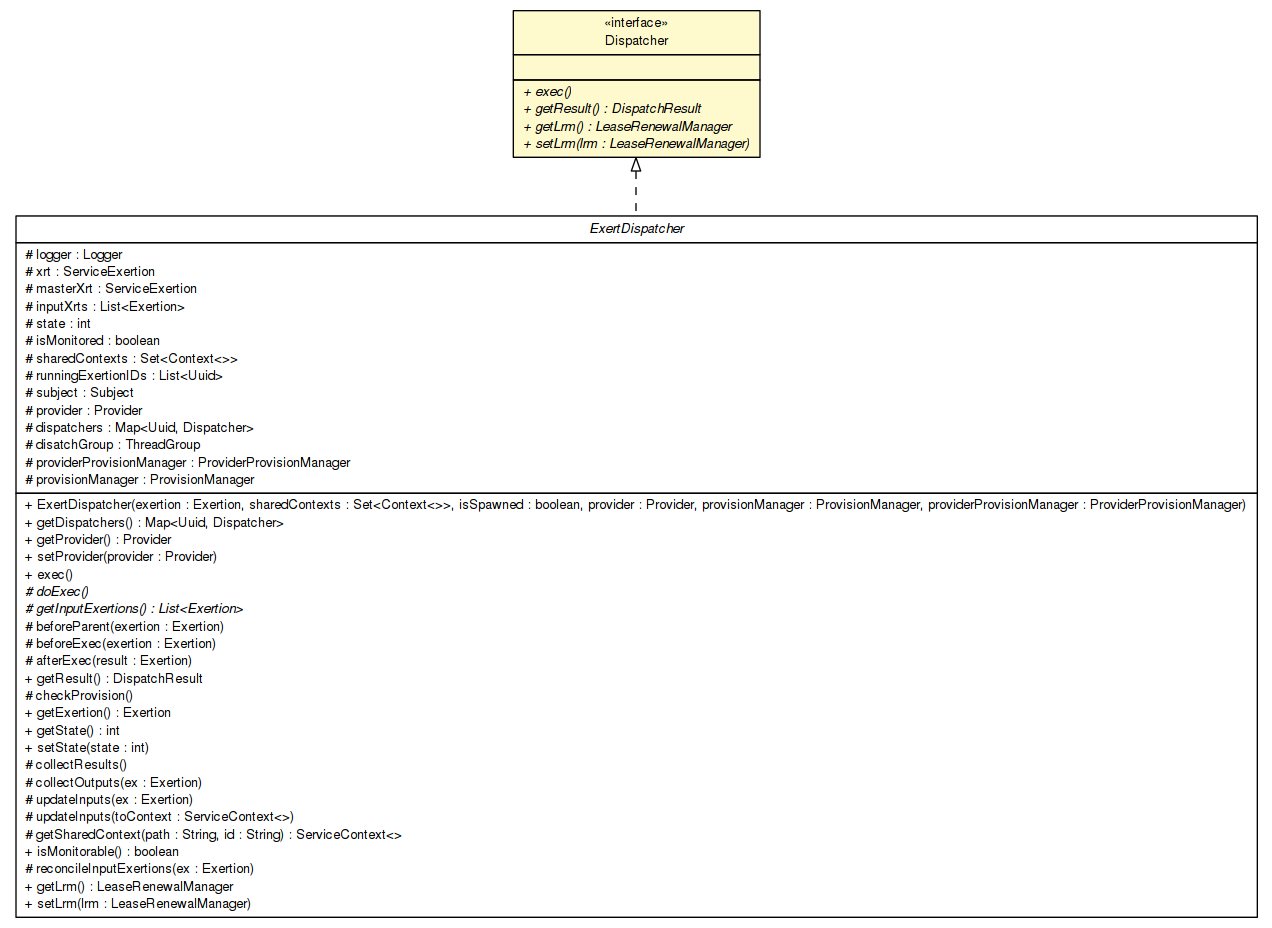 «interface»
Dispatcher
+ exec()
+ getResult() : DispatchResult
+ getLrm() : LeaseRenewalManager
+ setLrm(lrm : LeaseRenewalManager)
ExertDispatcher
# logger : Logger
# xrt : ServiceExertion
# masterXrt : ServiceExertion
# inputXrts : List<Exertion>
# state : int
# isMonitored : boolean
# sharedContexts : Set<Context<>>
# runningExertionIDs : List<Uuid>
# subject : Subject
# provider : Provider
# dispatchers : Map<Uuid, Dispatcher>
# disatchGroup : ThreadGroup
# providerProvisionManager : ProviderProvisionManager
# provisionManager : ProvisionManager
+ ExertDispatcher(exertion : Exertion, sharedContexts : Set<Context<>>, isSpawned : boolean, provider : Provider, provisionManager : ProvisionManager, providerProvisionManager : ProviderProvisionManager)
+ getDispatchers() : Map<Uuid, Dispatcher>
+ getProvider() : Provider
+ setProvider(provider : Provider)
+ exec()
# doExec()
# getInputExertions() : List<Exertion>
# beforeParent(exertion : Exertion)
# beforeExec(exertion : Exertion)
# afterExec(result : Exertion)
+ getResult() : DispatchResult
# checkProvision()
+ getExertion() : Exertion
+ getState() : int
+ setState(state : int)
# collectResults()
# collectOutputs(ex : Exertion)
# updateInputs(ex : Exertion)
# updateInputs(toContext : ServiceContext<>)
# getSharedContext(path : String, id : String) : ServiceContext<>
+ isMonitorable() : boolean
# reconcileInputExertions(ex : Exertion)
+ getLrm() : LeaseRenewalManager
+ setLrm(lrm : LeaseRenewalManager)